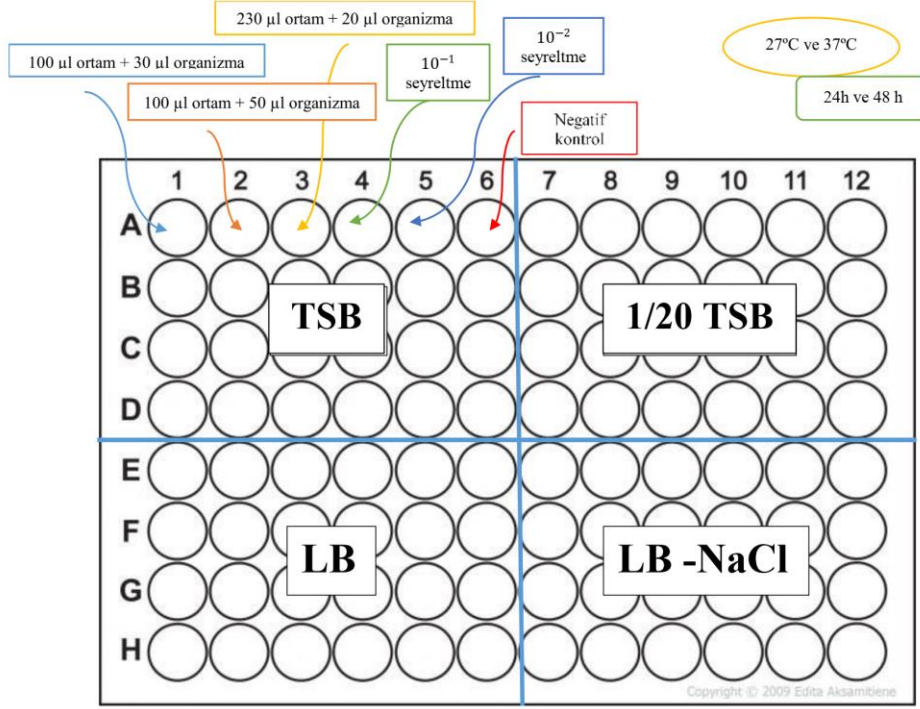 230 µl ortam + 20 µl organizma
100 µl ortam + 30 µl organizma
100 µl ortam + 50 µl organizma
10⁻¹
seyreltme
10⁻²
seyreltme
Negatif
kontrol
27ºC ve 37ºC
24h ve 48 h
1 2 3 4 5 6 7 8 9 10 11 12
A
B
C
D
E
F
G
H
TSB
1/20 TSB
LB
LB -NaCl
Copyright © 2009 Edita Aksamitiene